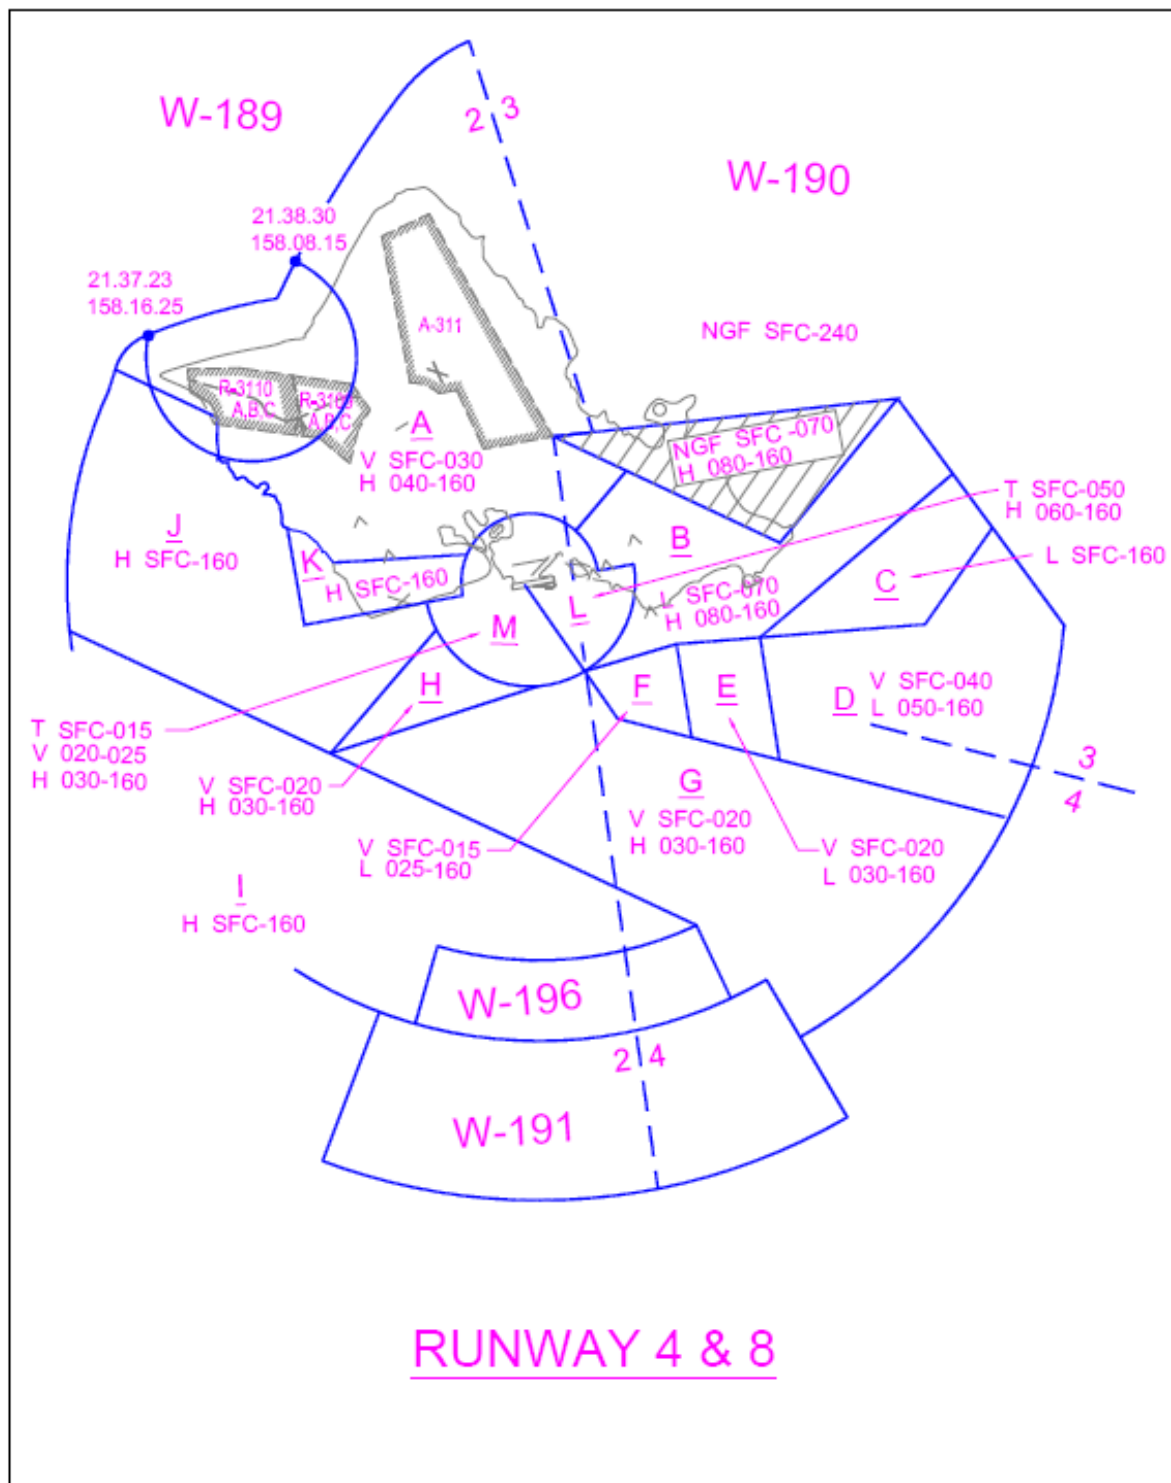 W-189
2 3
W-190
21.38.30
158.08.15
21.37.23
158.16.25
A-311
NGF SFC-240
R-3110
A,B,C
A,B,C
A
V SFC-030
H 040-160
NGF SFC-070
H 080-160
T SFC-050
H 060-160
J
H SFC-160
K
H SFC-160
B
L SFC-070
H 080-160
C
L SFC-160
L
M
H
F
E
D
V SFC-040
L 050-160
3
4
T SFC-015
V 020-025
H 030-160
V SFC-020
H 030-160
G
V SFC-020
H 030-160
V SFC-015
L 025-160
V SFC-020
L 030-160
I
H SFC-160
W-196
2 4
W-191
RUNWAY 4 & 8